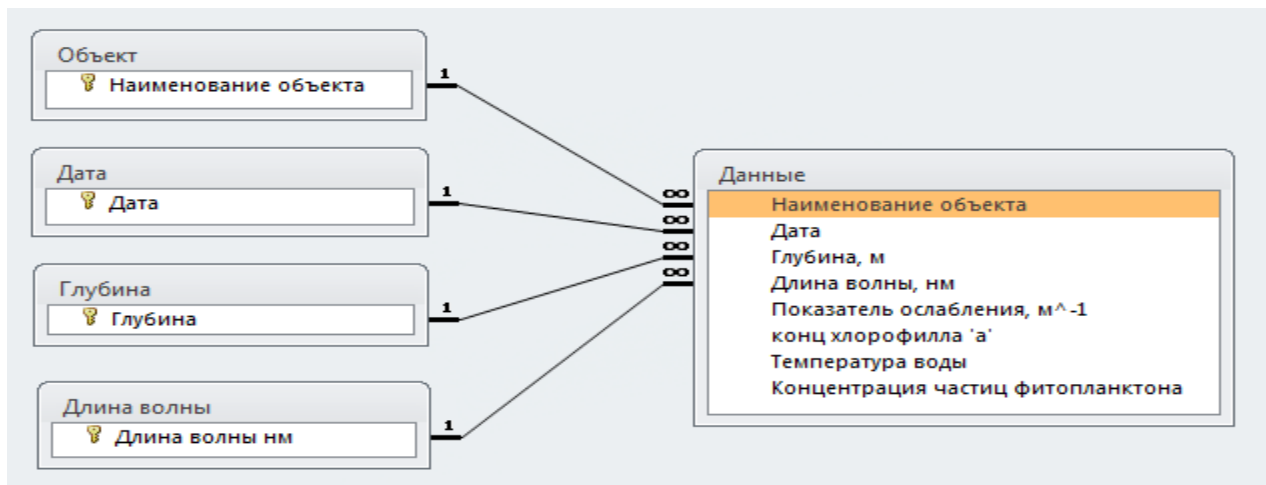 Объект
Наименование объекта
1
Дата
Дата
1
Глубина
Глубина
1
Длина волны
Длина волны нм
1
Данные
∞ Наименование объекта
∞ Дата
∞ Глубина, м
∞ Длина волны, нм
Показатель ослабления, м^-1
конц хлорофилла 'а'
Температура воды
Концентрация частиц фитопланктона